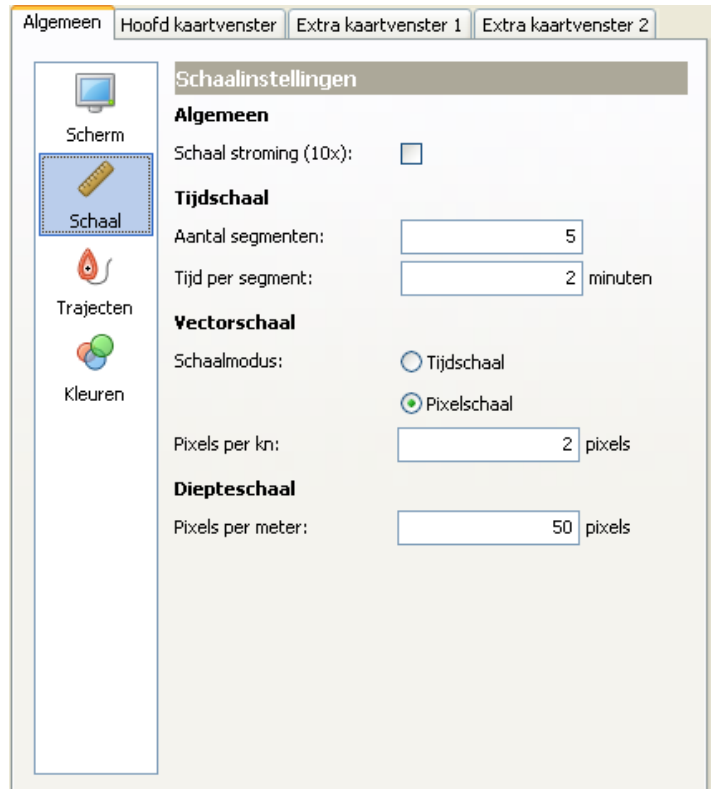 Algemeen Hoofd kaartvenster Extra kaartvenster 1 Extra kaartvenster 2
Scherm
Schaal
Trajecten
Kleuren
Schaalinstellingen
Algemeen
Schaal stroming (10x):
Tijdschaal
Aantal segmenten: 5
Tijd per segment: 2 minuten
Vectorschaal
Schaalmodus: Tijdschaal
Pixelschaal
Pixels per kn: 2 pixels
Diepteschaal
Pixels per meter: 50 pixels